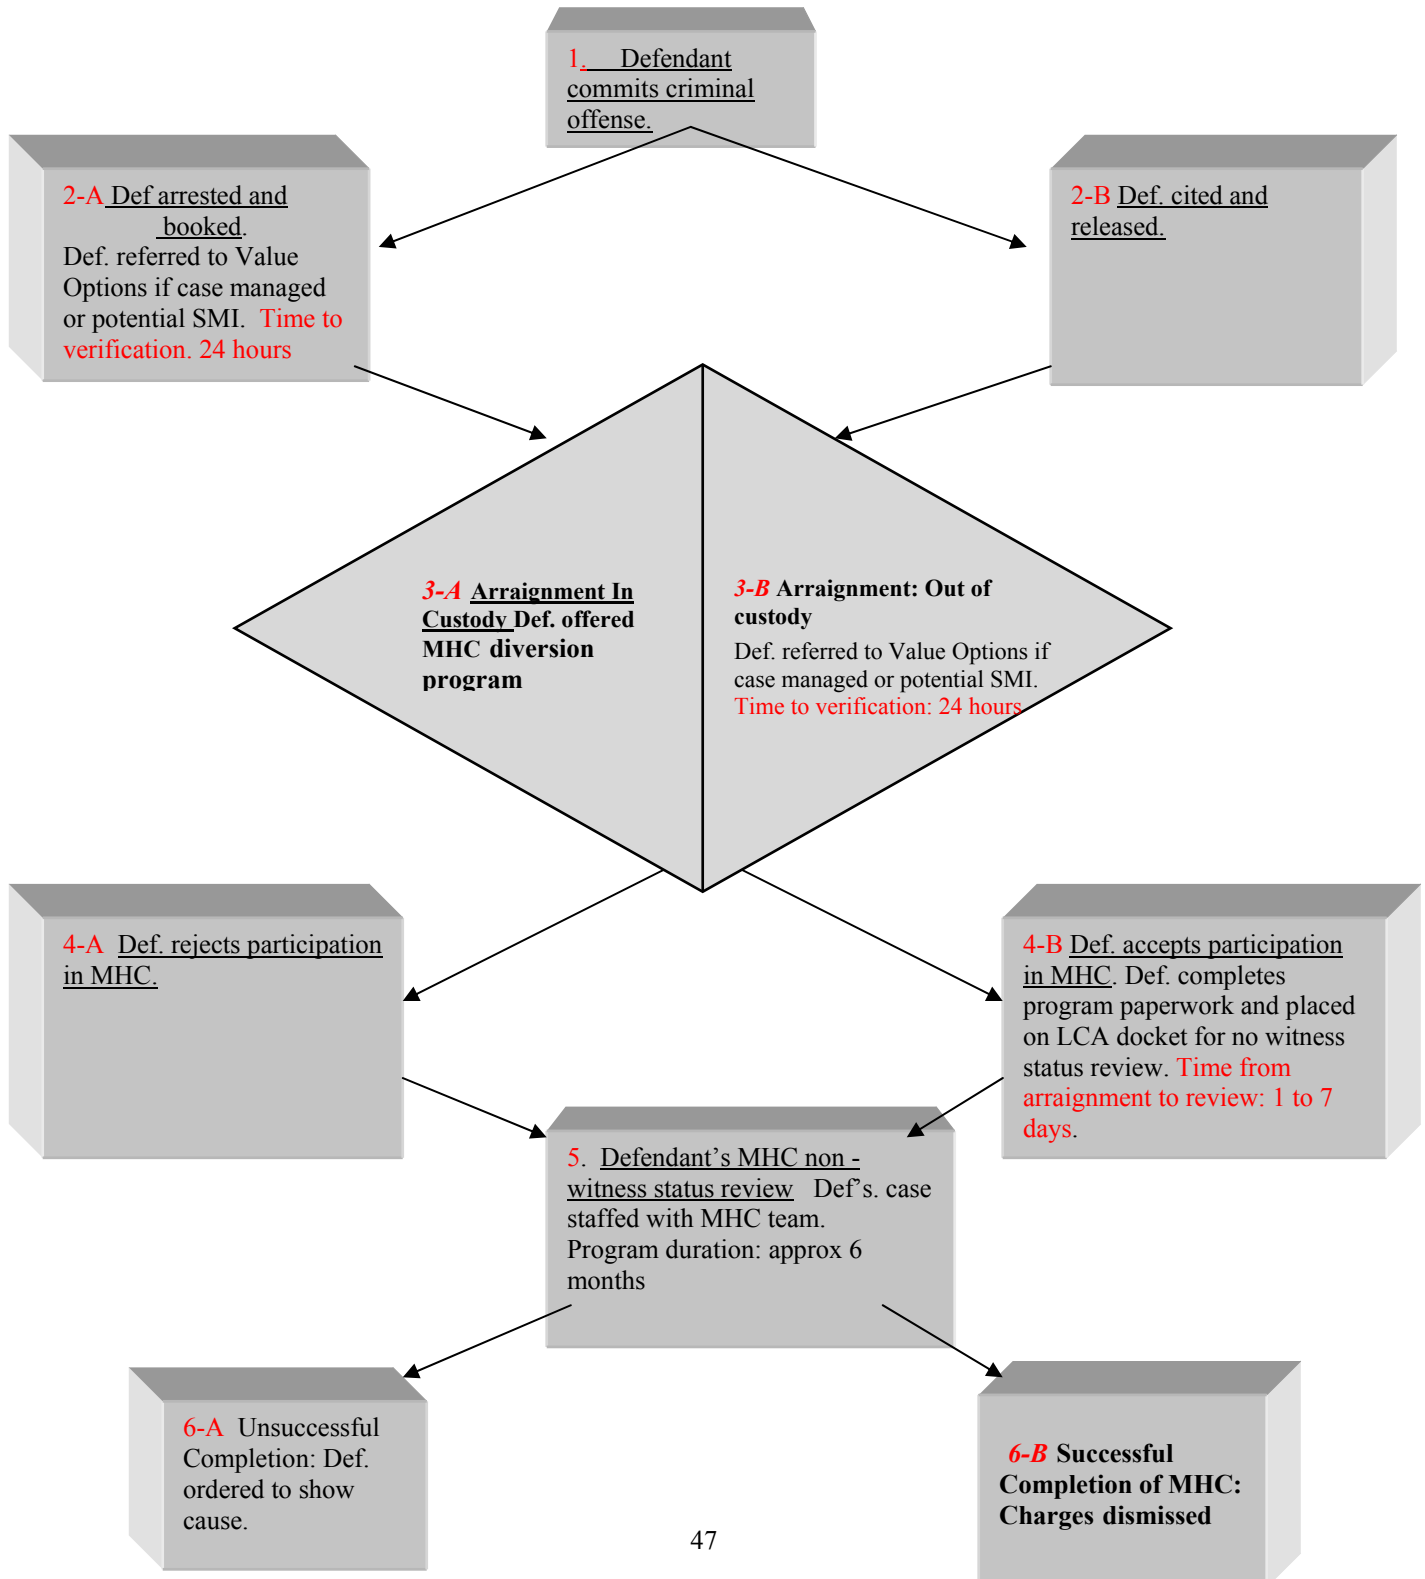 1. Defendant
commits criminal
offense.
2-A Def arrested and
booked.
Def. referred to Value
Options if case managed
or potential SMI. Time to
verification. 24 hours
2-B Def. cited and
released.
3-A Arraignment In
Custody Def. offered
MHC diversion
program
3-B Arraignment: Out of
custody
Def. referred to Value Options if
case managed or potential SMI.
Time to verification: 24 hours
4-A Def. rejects participation
in MHC.
4-B Def. accepts participation
in MHC. Def. completes
program paperwork and placed
on LCA docket for no witness
status review. Time from
arraignment to review: 1 to 7
days.
5. Defendant’s MHC non -
witness status review Def’s. case
staffed with MHC team.
Program duration: approx 6
months
6-A Unsuccessful
Completion: Def.
ordered to show
cause.
6-B Successful
Completion of MHC:
Charges dismissed
47